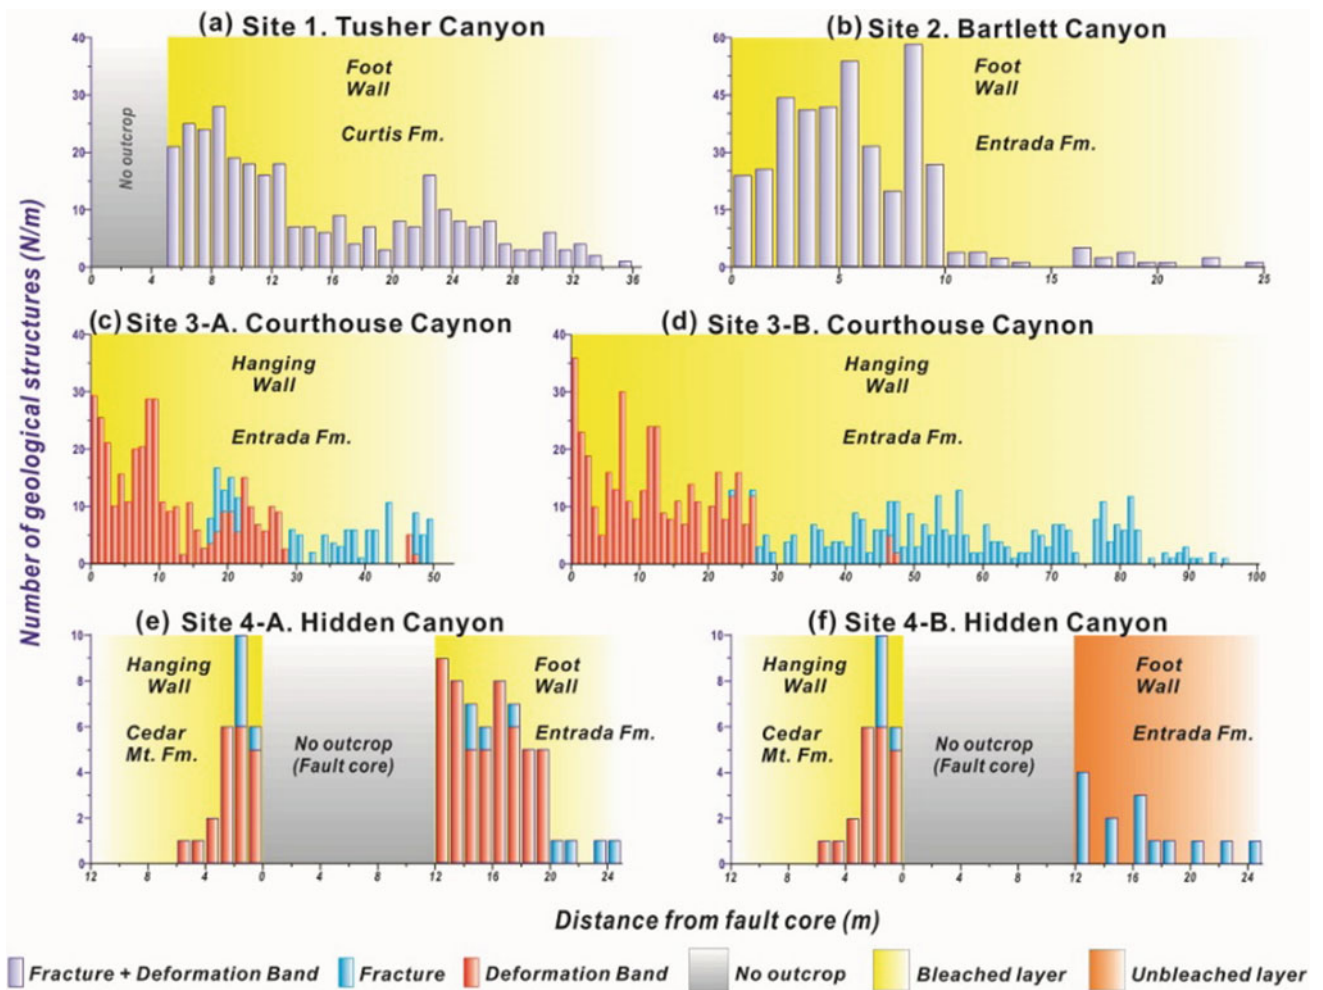 (a) Site 1. Tusher Canyon
40
30
20
10
0
No outcrop
Foot
Wall
Curtis Fm.
0 4 8 12 16 20 24 28 32 36
(b) Site 2. Bartlett Canyon
60
45
30
15
0
Foot
Wall
Entrada Fm.
0 5 10 15 20 25
Number of geological structures (N/m)
(c) Site 3-A. Courthouse Caynon
40
30
20
10
0
Hanging
Wall
Entrada Fm.
0 10 20 30 40 50
(d) Site 3-B. Courthouse Caynon
40
30
20
10
0
Hanging
Wall
Entrada Fm.
0 10 20 30 40 50 60 70 80 90 100
(e) Site 4-A. Hidden Canyon
10
8
6
4
2
0
Hanging
Wall
Cedar
Mt. Fm.
No outcrop
(Fault core)
Foot
Wall
Entrada Fm.
12 8 4 0 4 8 12 16 20 24
(f) Site 4-B. Hidden Canyon
10
8
6
4
2
0
Hanging
Wall
Cedar
Mt. Fm.
No outcrop
(Fault core)
Foot
Wall
Entrada Fm.
12 8 4 0 4 8 12 16 20 24
Distance from fault core (m)
Fracture + Deformation Band Fracture Deformation Band No outcrop Bleached layer Unbleached layer